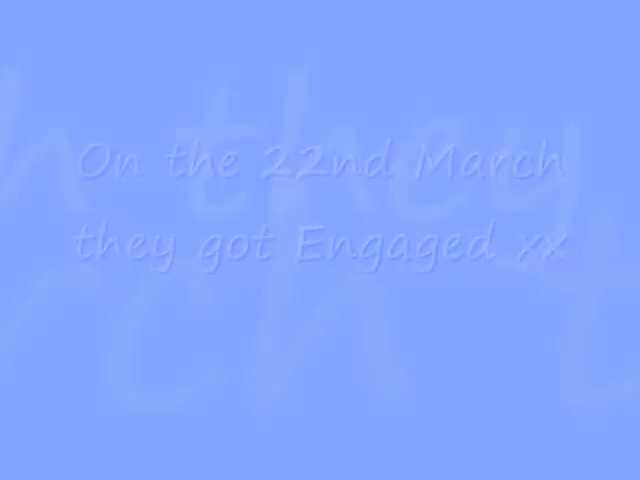 On the 22nd March
they got Engaged xx